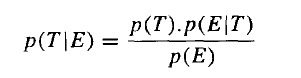 p(T|E) = p(T).p(E|T) / p(E)